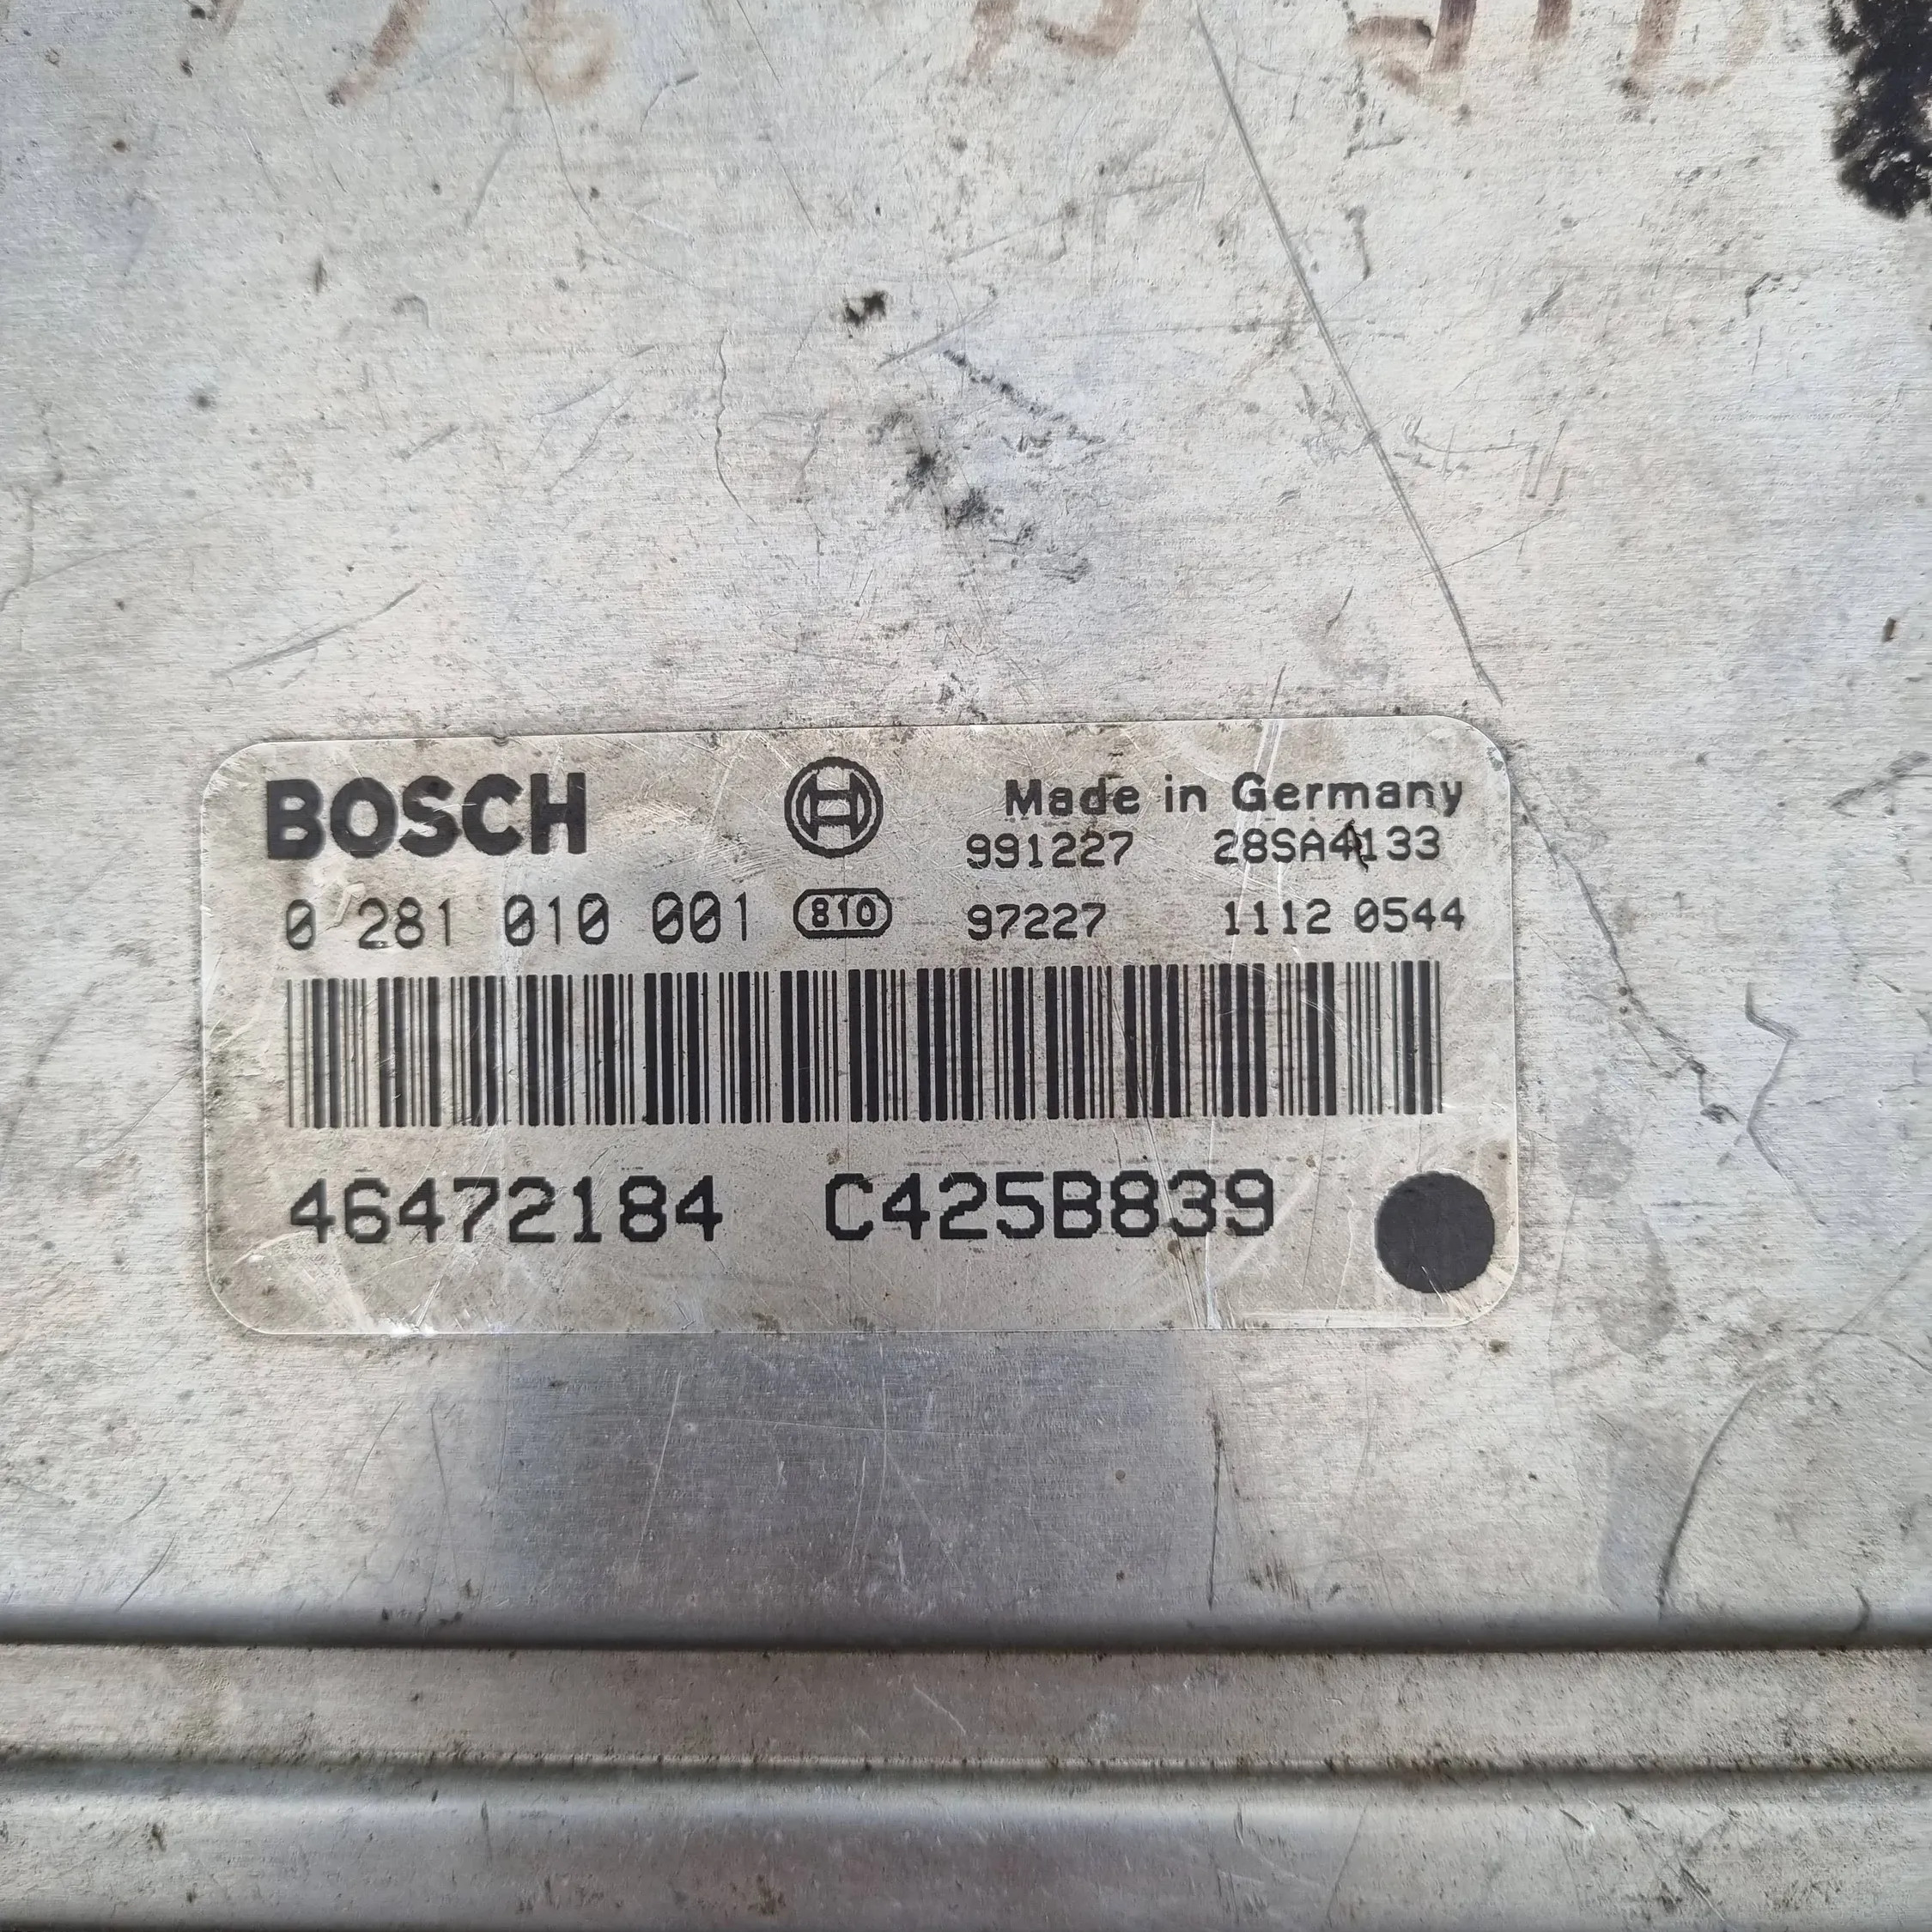 BOSCH Made in Germany
991227 28SA4133
0 281 010 001 810 97227 1112 0544
46472184 C425B839